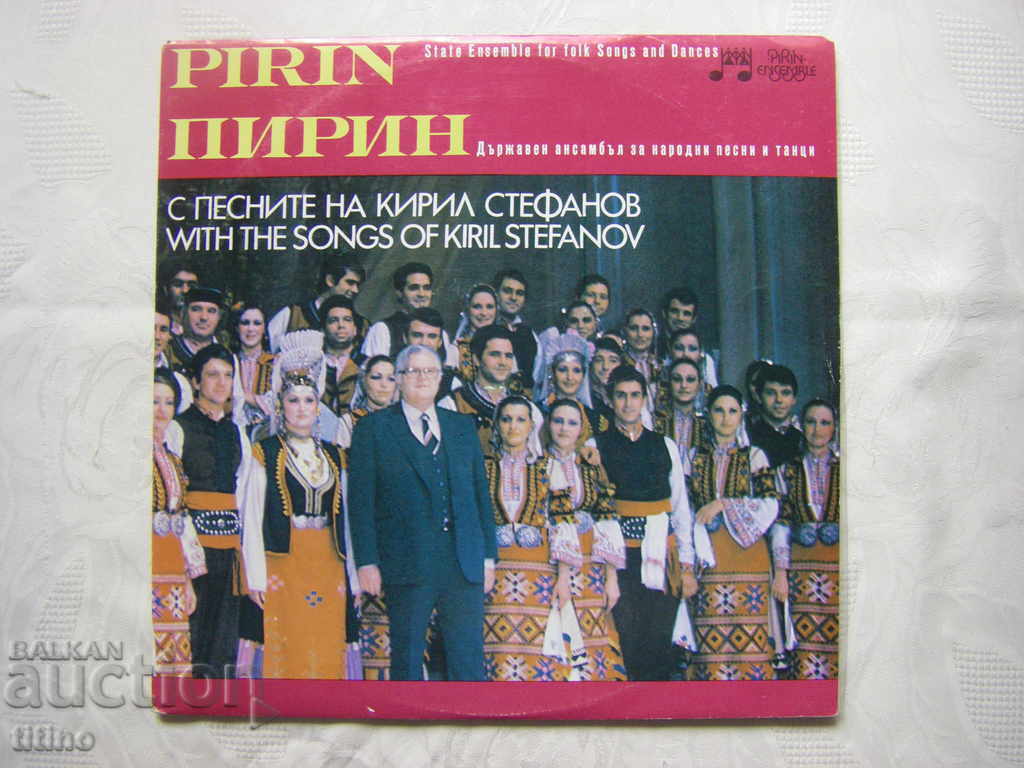 PIRIN
State Ensemble for folk Songs and Dances
PIRIN-
ENSEMBLE
ПИРИН
Държавен ансамбъл за народни песни и танци
С ПЕСНИТЕ НА КИРИЛ СТЕФАНОВ
WITH THE SONGS OF KIRIL STEFANOV
BALKAN
auction
titino